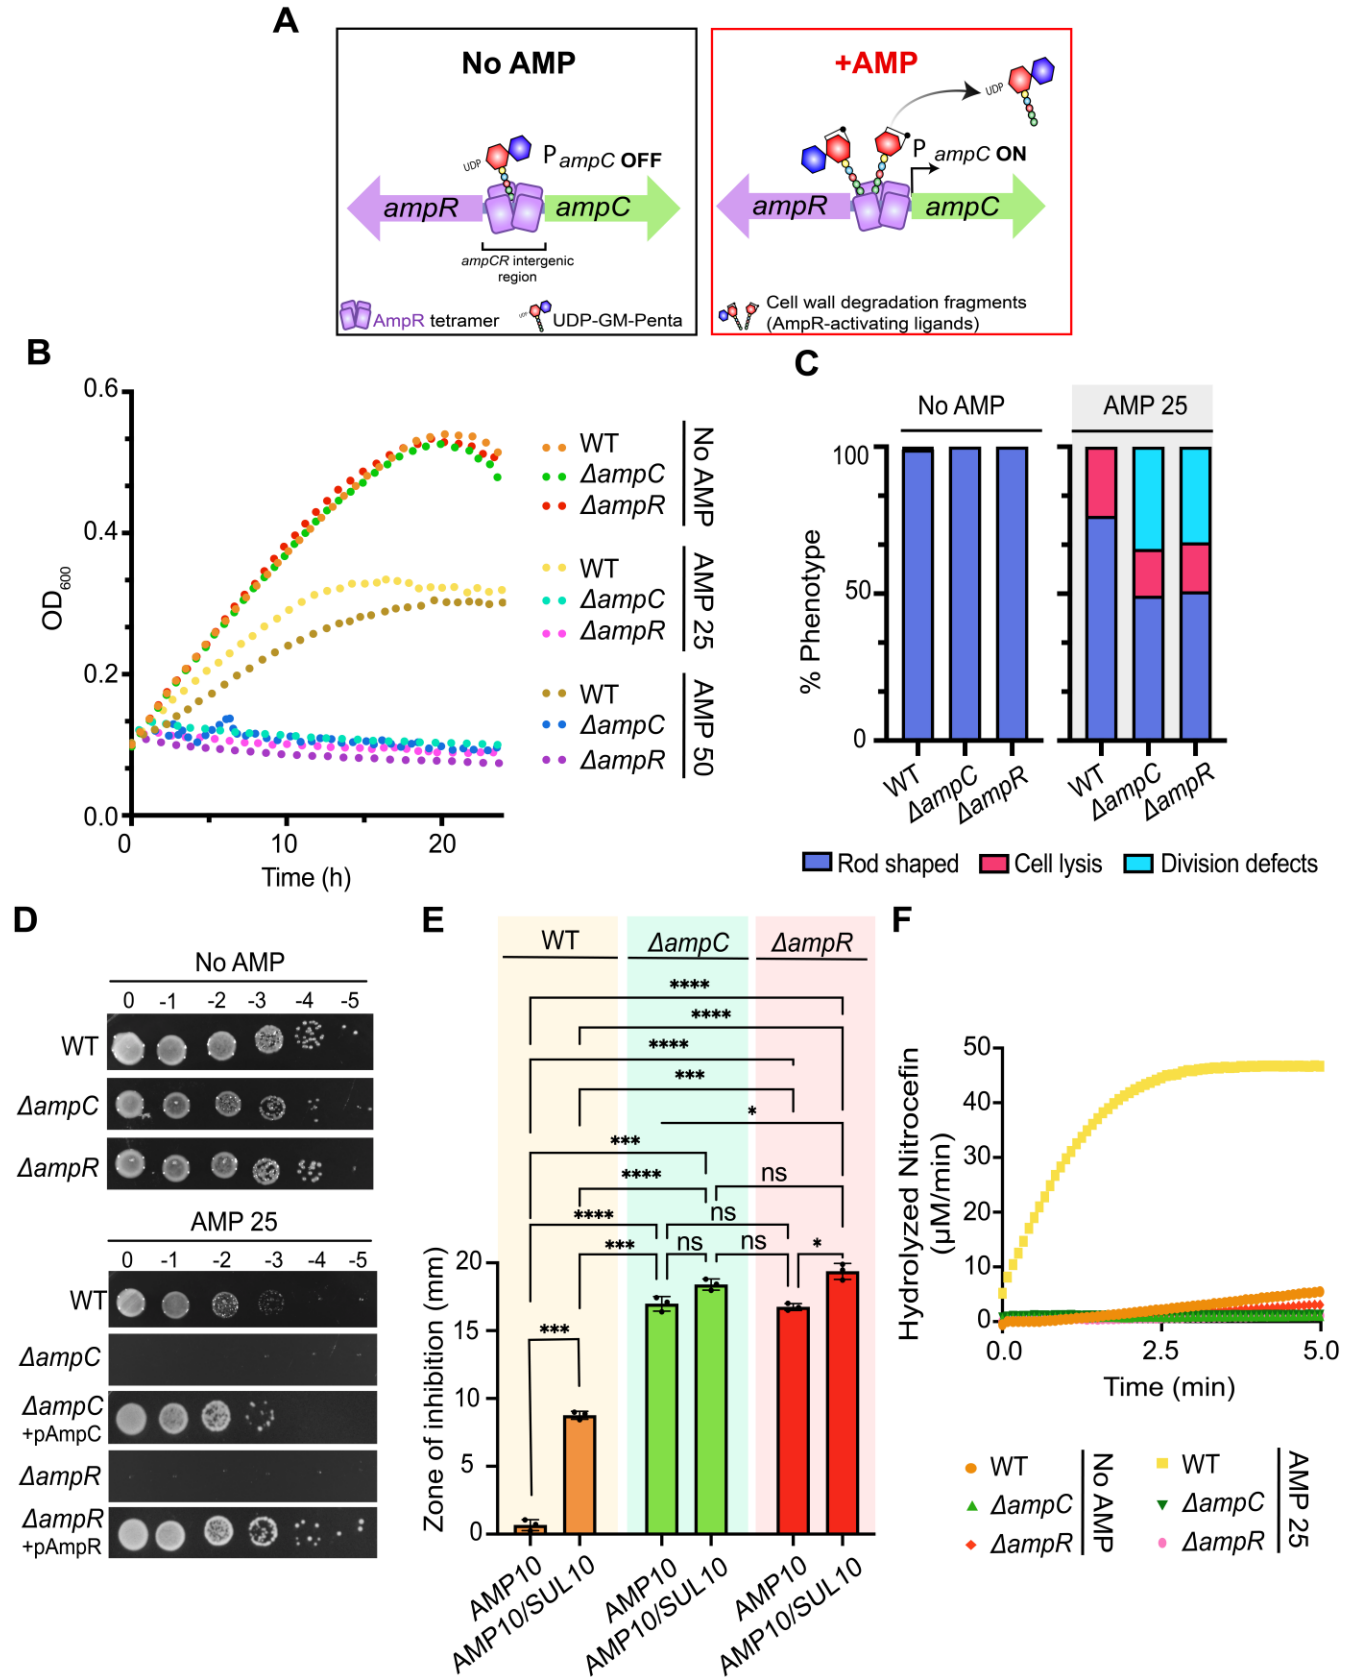 A
No AMP
UDP
P ampC OFF
ampR
ampC
ampCR intergenic
region
AmpR tetramer
UDP
UDP-GM-Penta
+AMP
UDP
P
ampC ON
ampR
ampC
Cell wall degradation fragments
(AmpR-activating ligands)
B
0.6
0.4
0.2
0.0
OD600
0
10
20
Time (h)
WT
ΔampC
ΔampR
No AMP
WT
ΔampC
ΔampR
AMP 25
WT
ΔampC
ΔampR
AMP 50
C
No AMP
AMP 25
100
50
0
% Phenotype
WT
ΔampC
ΔampR
WT
ΔampC
ΔampR
Rod shaped
Cell lysis
Division defects
D
No AMP
0 -1 -2 -3 -4 -5
WT
ΔampC
ΔampR
AMP 25
0 -1 -2 -3 -4 -5
WT
ΔampC
ΔampC
+pAmpC
ΔampR
ΔampR
+pAmpR
E
WT
ΔampC
ΔampR
****
****
****
***
*
***
****
ns
****
ns
***
ns
ns
*
***
20
15
10
5
0
Zone of inhibition (mm)
AMP10
AMP10/SUL10
AMP10
AMP10/SUL10
AMP10
AMP10/SUL10
F
50
40
30
20
10
0
Hydrolyzed Nitrocefin
(µM/min)
0.0
2.5
5.0
Time (min)
WT
ΔampC
ΔampR
No AMP
WT
ΔampC
ΔampR
AMP 25